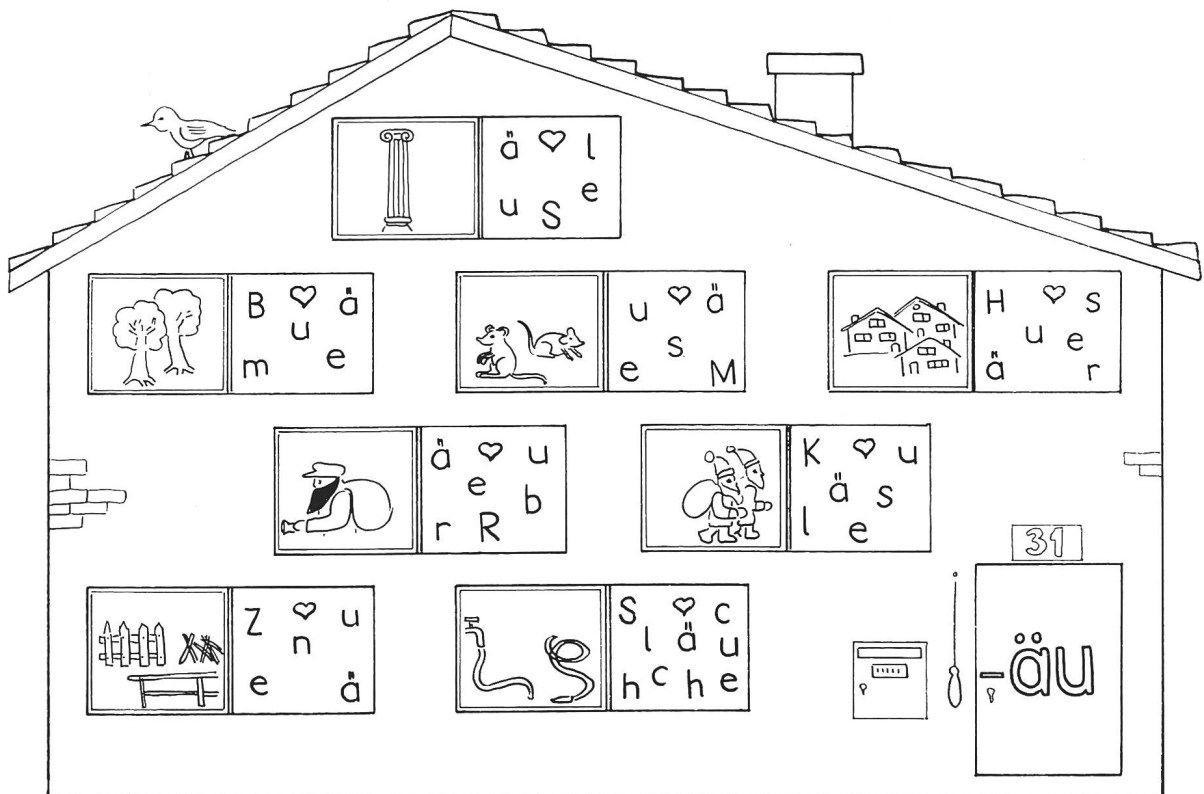 ä l
e
u S
B ä
u
m e
u ä
s
e M
H S
u e
ä r
ä u
e b
r R
K u
ä s
l e
31
Z u
n
e ä
S c
l ä u
h c h e
-äu